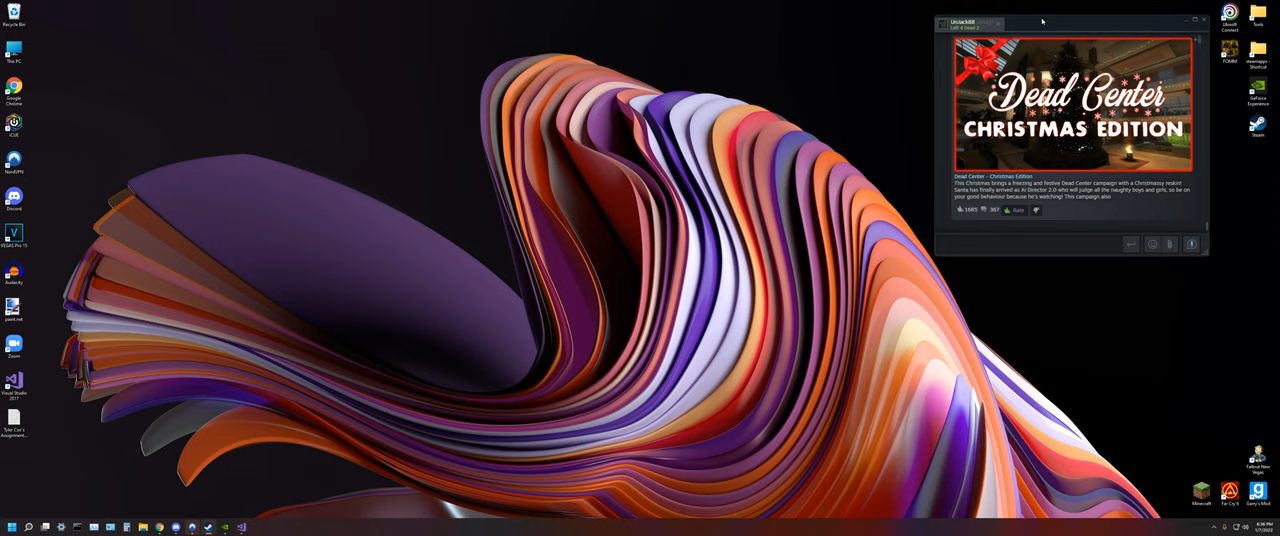 Recycle Bin
This PC
Google
Chrome
iCUE
NordVPN
Discord
VEGAS Pro 15
Audacity
paint.net
Zoom
Visual Studio
2017
Tyler Cox's
Assignment...
UnJack88
Left 4 Dead 2
Dead Center
CHRISTMAS EDITION
Dead Center - Christmas Edition
This Christmas brings a freezing and festive Dead Center campaign with a Christmassy reskin!
Santa has finally arrived as AI Director 2.0 who will judge all the naughty boys and girls, so be on
your good behaviour because he's watching! This campaign also
1685 367 Rate
Ubisoft
Connect
Tools
FOMM
steamapps -
Shortcut
GeForce
Experience
Steam
Fallout New
Vegas
Minecraft
Far Cry 6
Garry's Mod
6:36 PM
1/7/2022